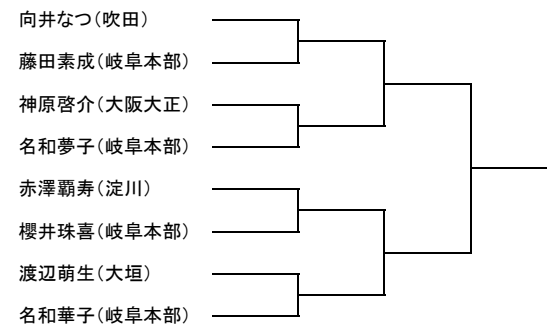 向井なつ（吹田）
藤田素成（岐阜本部）
神原啓介（大阪大正）
名和夢子（岐阜本部）
赤澤覇寿（淀川）
櫻井珠喜（岐阜本部）
渡辺萌生（大垣）
名和華子（岐阜本部）